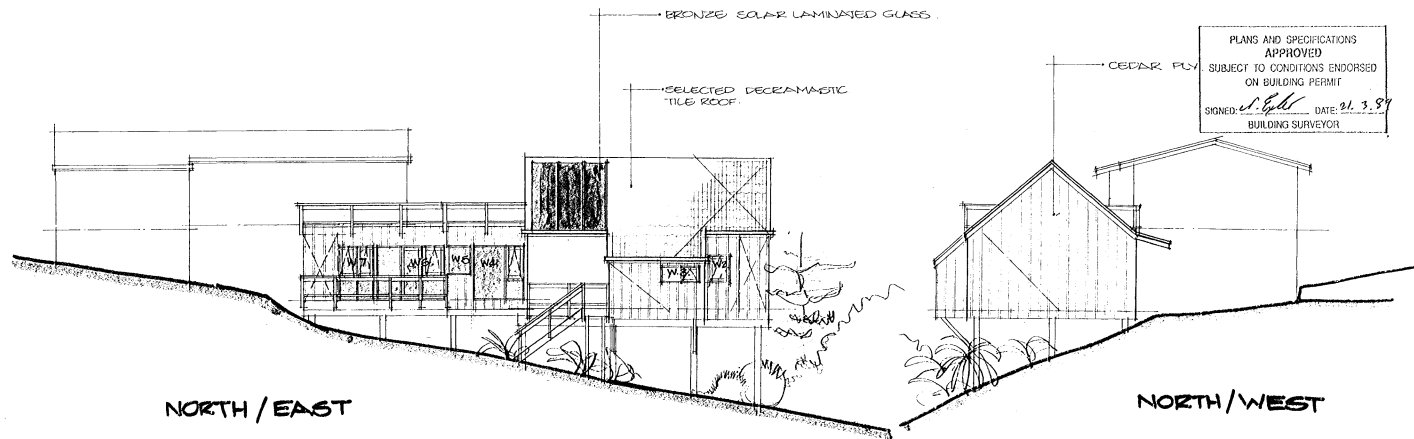 BRONZE SOLAR LAMINATED GLASS.
SELECTED DECRAMASTIC
TILE ROOF.
CEDAR PLY.
PLANS AND SPECIFICATIONS
APPROVED
SUBJECT TO CONDITIONS ENDORSED
ON BUILDING PERMIT
SIGNED: DATE: 21.3.89
BUILDING SURVEYOR
W7 W6 W5 W4 W3 W2
NORTH/EAST
NORTH/WEST